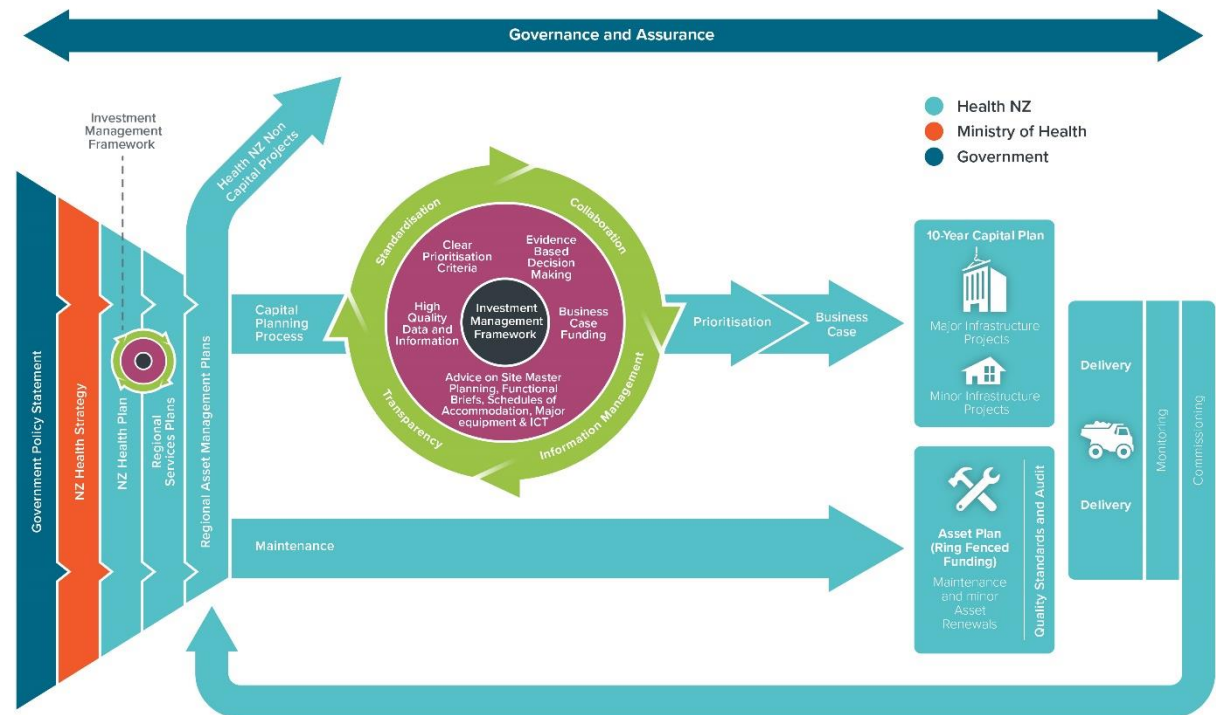 Governance and Assurance
Health NZ
Ministry of Health
Government
Investment
Management
Framework
Government Policy Statement
NZ Health Strategy
NZ Health Plan
Regional
Services Plans
Regional Asset Management Plans
Health NZ Non
Capital Projects
Capital
Planning
Process
Standardisation
Collaboration
Information Management
Transparency
Clear
Prioritisation
Criteria
Evidence
Based
Decision
Making
High
Quality
Data and
Information
Investment
Management
Framework
Business
Case
Funding
Advice on Site Master
Planning, Functional
Briefs, Schedules of
Accommodation, Major
equipment & ICT
Prioritisation
Business
Case
10-Year Capital Plan
Major Infrastructure
Projects
Minor Infrastructure
Projects
Maintenance
Asset Plan
(Ring Fenced
Funding)
Maintenance
and minor
Asset
Renewals
Quality Standards and Audit
Delivery
Delivery
Monitoring
Commissioning